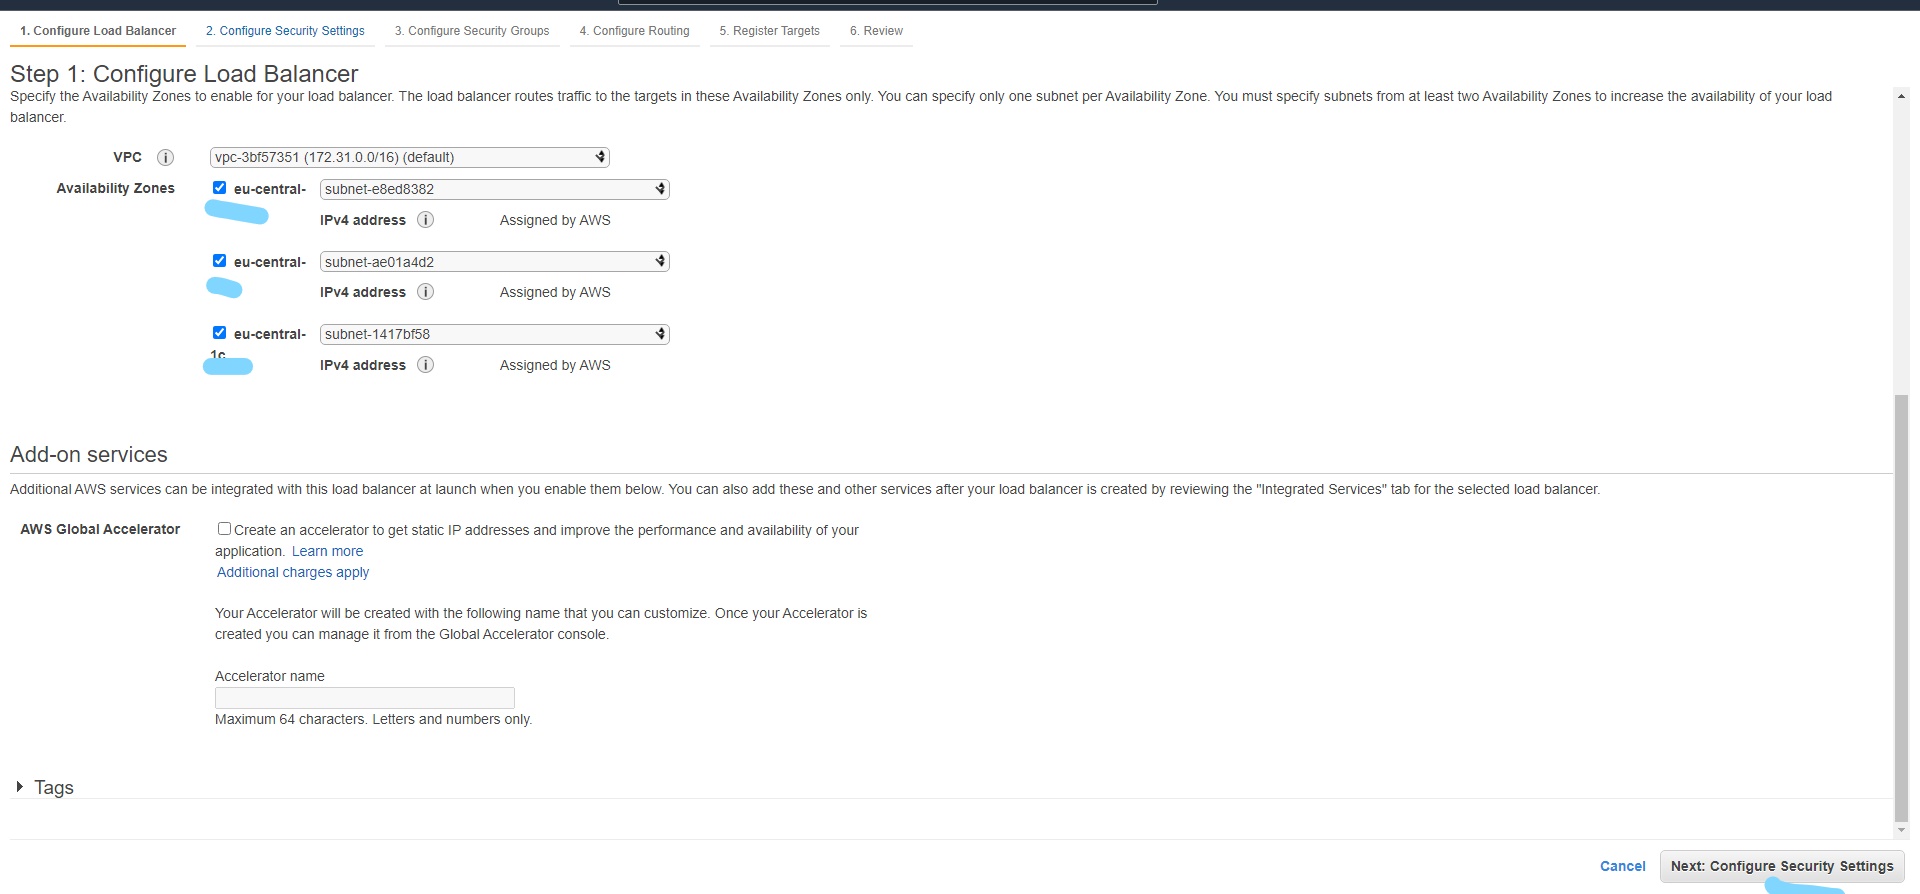 1. Configure Load Balancer 2. Configure Security Settings 3. Configure Security Groups 4. Configure Routing 5. Register Targets 6. Review
Step 1: Configure Load Balancer
Specify the Availability Zones to enable for your load balancer. The load balancer routes traffic to the targets in these Availability Zones only. You can specify only one subnet per Availability Zone. You must specify subnets from at least two Availability Zones to increase the availability of your load
balancer.
VPC i vpc-3bf57351 (172.31.0.0/16) (default)
Availability Zones eu-central- subnet-e8ed8382
IPv4 address i Assigned by AWS
eu-central- subnet-ae01a4d2
IPv4 address i Assigned by AWS
eu-central- subnet-1417bf58
1c
IPv4 address i Assigned by AWS
Add-on services
Additional AWS services can be integrated with this load balancer at launch when you enable them below. You can also add these and other services after your load balancer is created by reviewing the "Integrated Services" tab for the selected load balancer.
AWS Global Accelerator Create an accelerator to get static IP addresses and improve the performance and availability of your
application. Learn more
Additional charges apply
Your Accelerator will be created with the following name that you can customize. Once your Accelerator is
created you can manage it from the Global Accelerator console.
Accelerator name
Maximum 64 characters. Letters and numbers only.
Tags
Cancel Next: Configure Security Settings